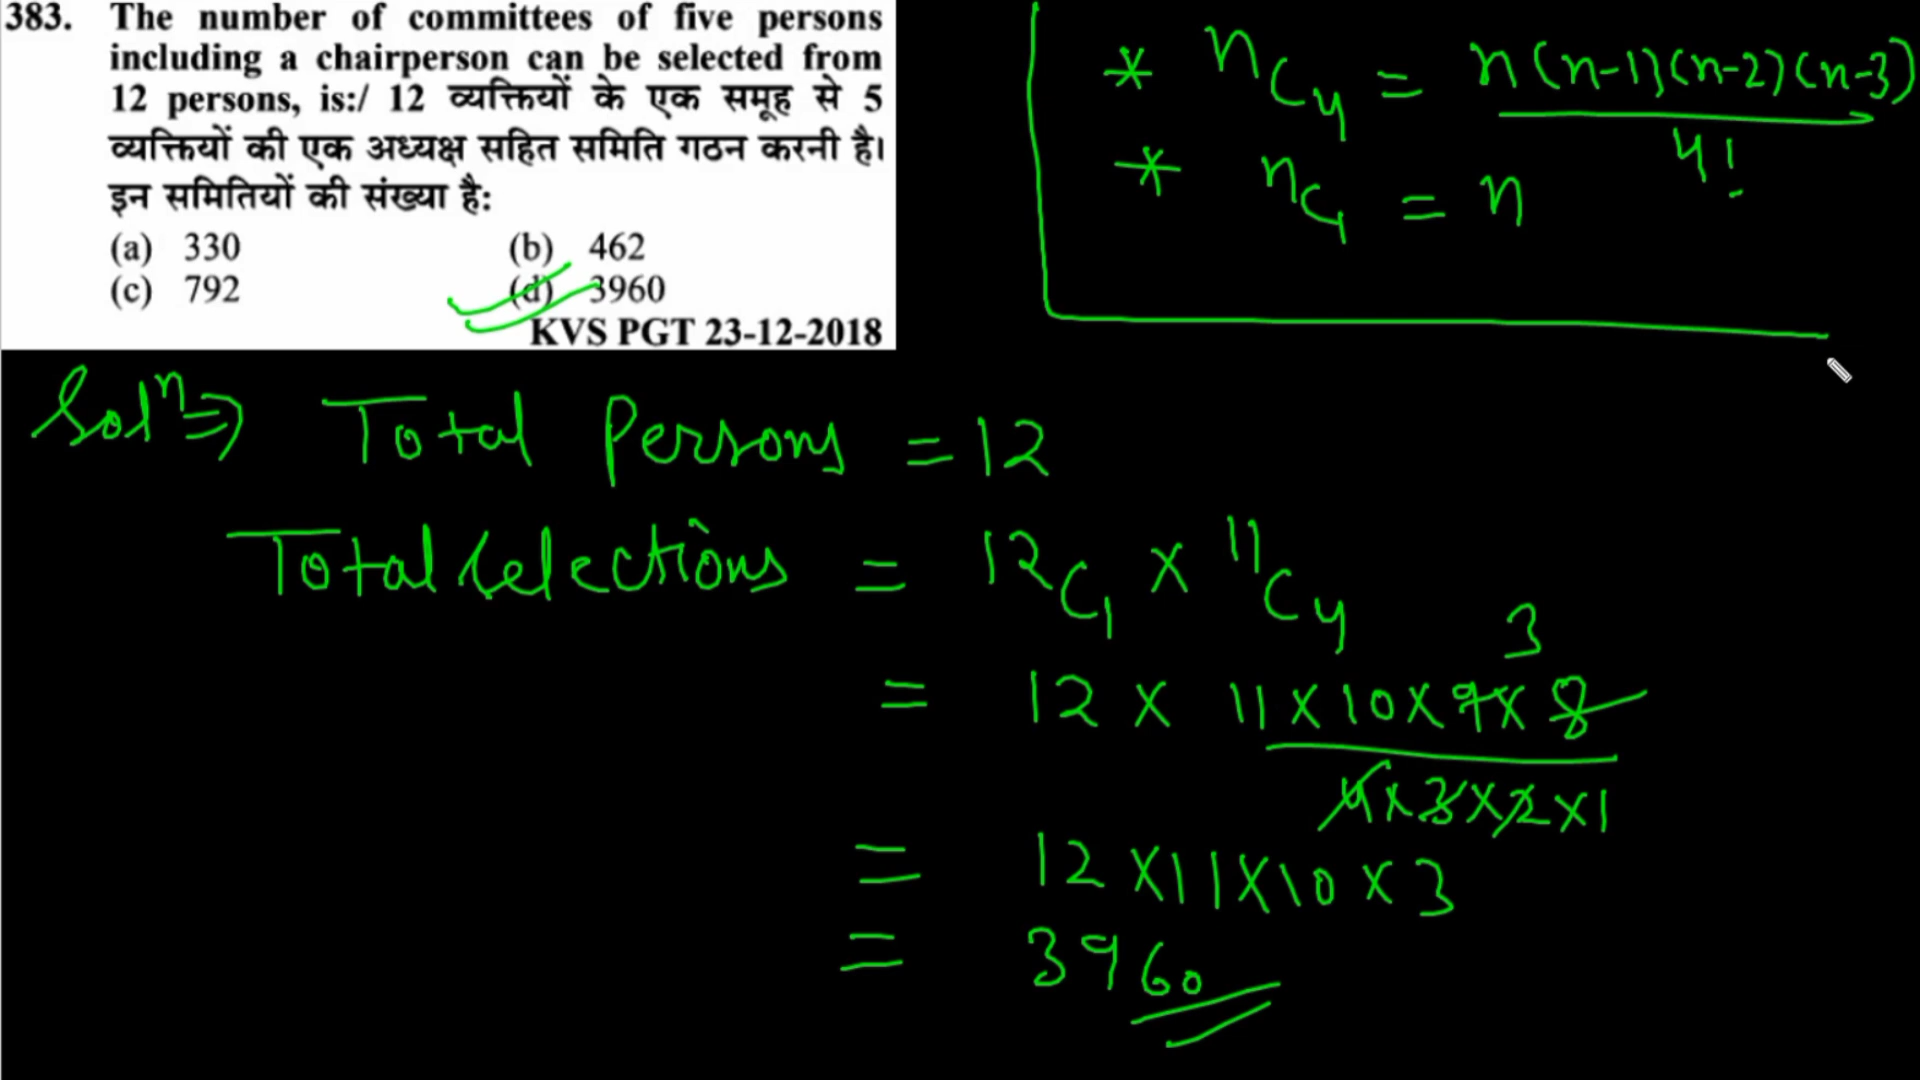 383. The number of committees of five persons
including a chairperson can be selected from
12 persons, is:/ 12 व्यक्तियों के एक समूह से 5
व्यक्तियों की एक अध्यक्ष सहित समिति गठन करनी है।
इन समितियों की संख्या है:
(a) 330 (b) 462
(c) 792 (d) 3960
KVS PGT 23-12-2018
* nC4 = n(n-1)(n-2)(n-3)
4!
* nC1 = n
Solⁿ ⇒ Total Persons = 12
Total selections = 12C1 × 11C4
3
= 12 × 11×10×9×8
4×3×2×1
= 12×11×10×3
= 3960